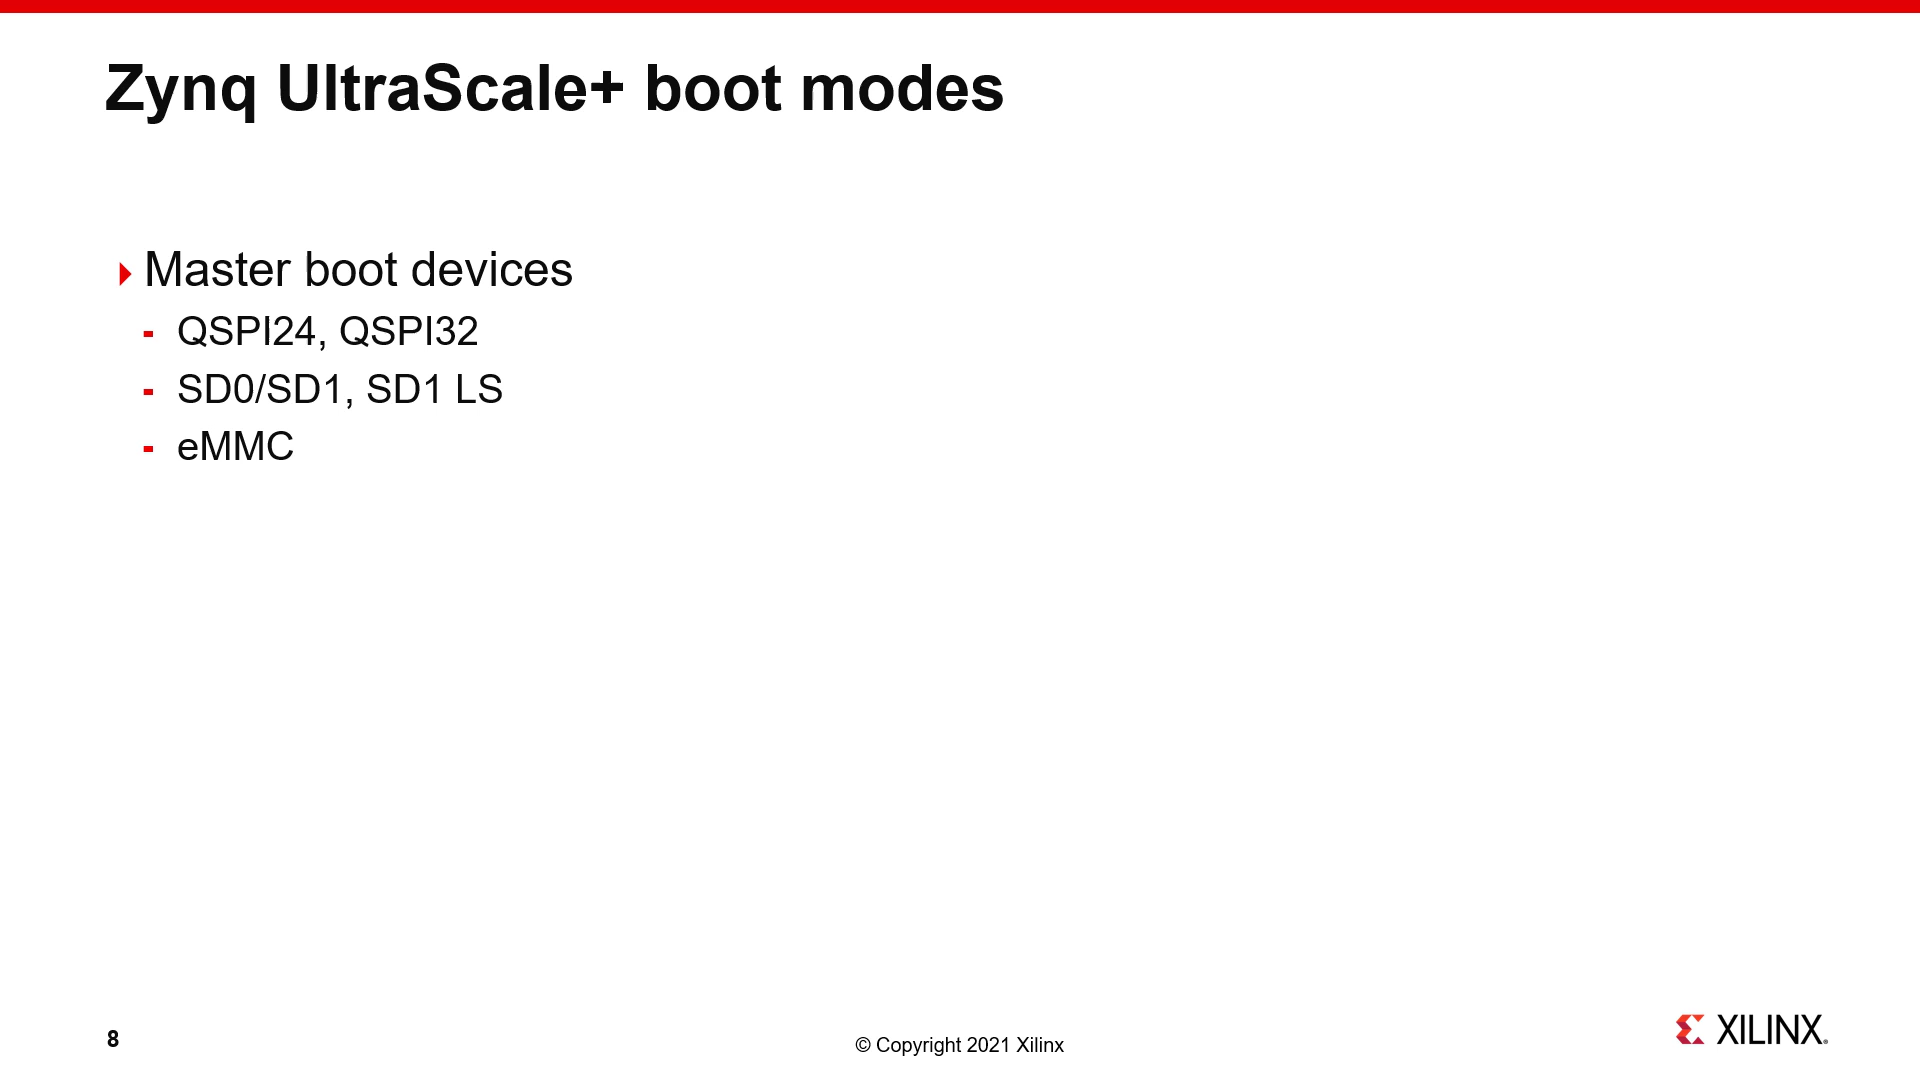 Zynq UltraScale+ boot modes
Master boot devices
- QSPI24, QSPI32
- SD0/SD1, SD1 LS
- eMMC
8
© Copyright 2021 Xilinx
XILINX®